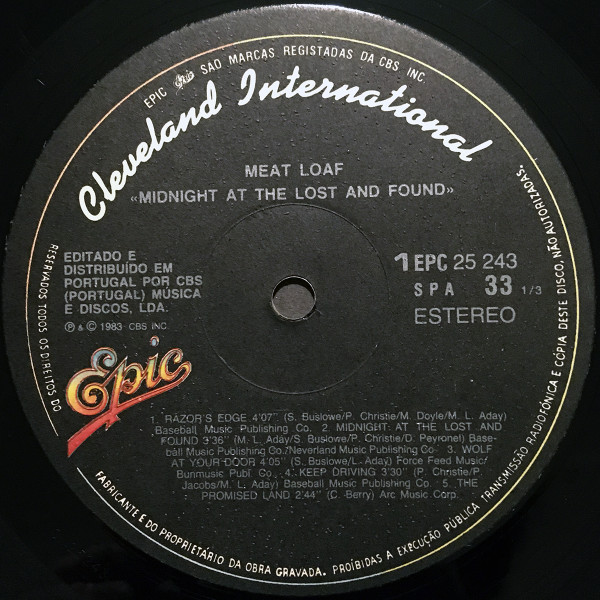 EPIC Epic SÃO MARCAS REGISTADAS DA CBS INC.
Cleveland International
MEAT LOAF
«MIDNIGHT AT THE LOST AND FOUND»
EDITADO E
DISTRIBUÍDO EM
PORTUGAL POR CBS
(PORTUGAL) MÚSICA
E DISCOS, LDA.
℗ & © 1983 CBS INC.
1 EPC 25 243
SPA 33 1/3
ESTEREO
Epic
1. RAZOR'S EDGE 4'07" (S. Buslowe/P. Christie/M. Doyle/M. L. Aday)
Baseball Music Publishing Co. 2. MIDNIGHT AT THE LOST AND
FOUND 3'36" (M. L. Aday/S. Buslowe/P. Christie/D. Peyronel) Base-
ball Music Publishing Co./Neverland Music Publishing Co. 3. WOLF
AT YOUR DOOR 4'05" (S. Buslowe/L. Aday) Force Feed Music/
Bunmusic Publ Co. 4. KEEP DRIVING 3'30" (P. Christie/P.
Jacobs/M. L. Aday) Baseball Music Publishing Co. 5. THE
PROMISED LAND 2'44" (C. Berry) Arc Music Corp.
RESERVADOS TODOS OS DIREITOS DO
FABRICANTE E DO PROPRIETÁRIO DA OBRA GRAVADA. PROÍBIDAS A EXECUÇÃO PÚBLICA TRANSMISSÃO RADIOFÓNICA E CÓPIA DESTE DISCO, NÃO AUTORIZADAS.